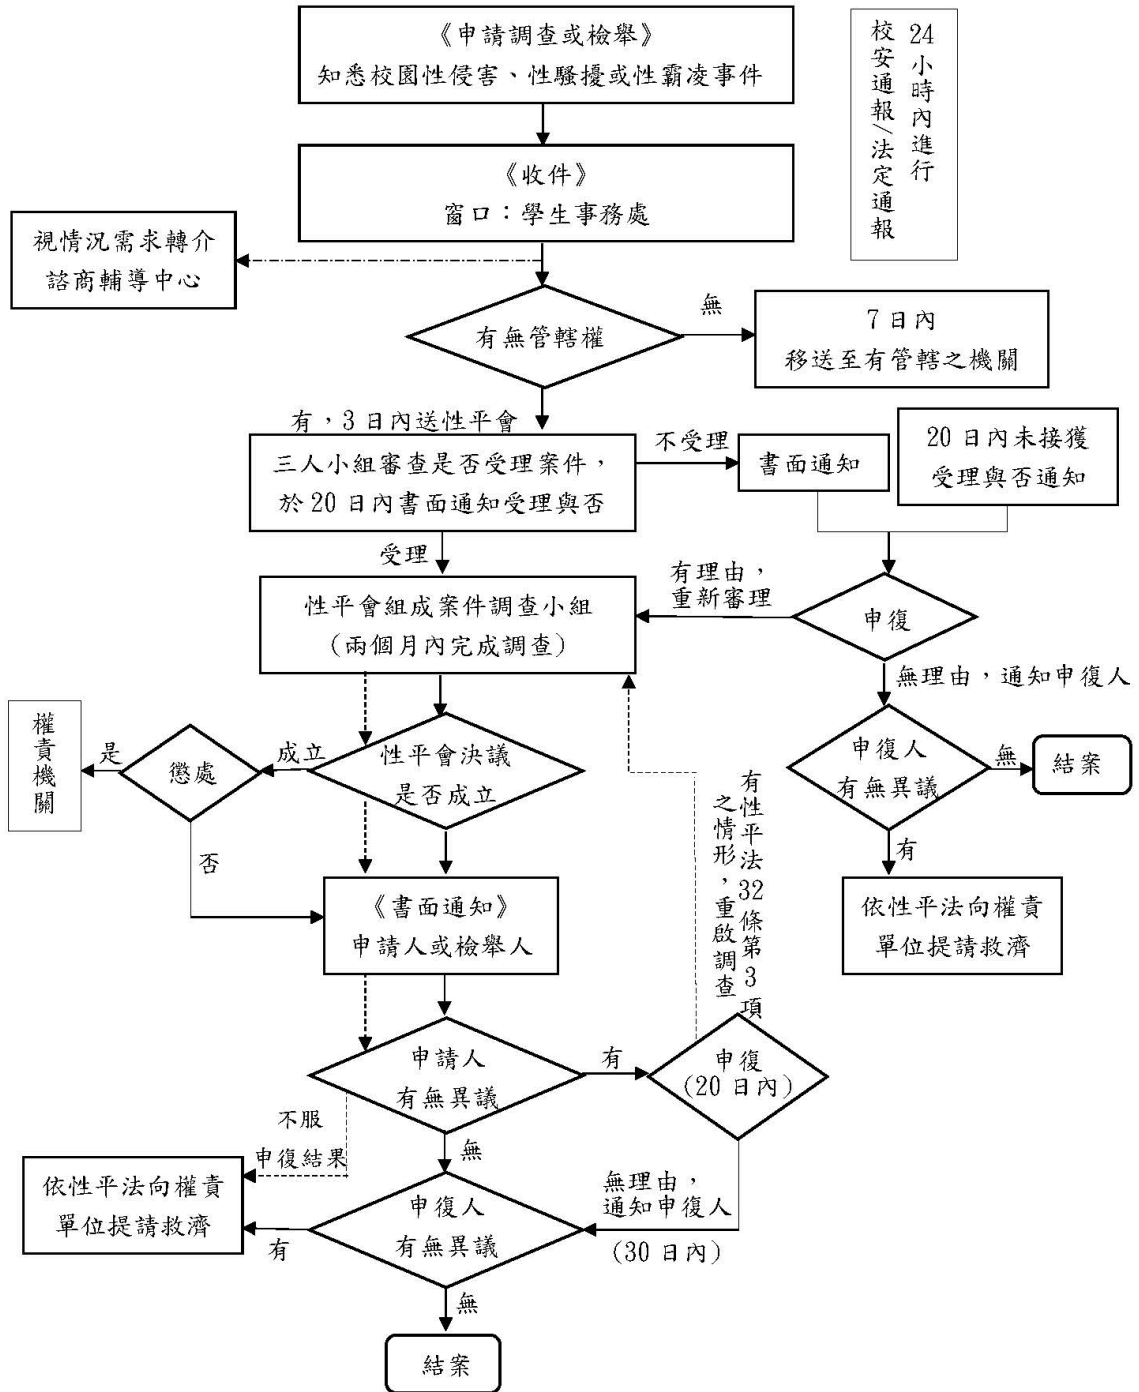 《申請調查或檢舉》
知悉校園性侵害、性騷擾或性霸凌事件
24小時內進行
校安通報/法定通報
《收件》
窗口：學生事務處
視情況需求轉介
諮商輔導中心
有無管轄權
無
7日內
移送至有管轄之機關
有，3日內送性平會
三人小組審查是否受理案件，
於20日內書面通知受理與否
不受理
書面通知
20日內未接獲
受理與否通知
受理
性平會組成案件調查小組
(兩個月內完成調查)
有理由，
重新審理
申復
無理由，通知申復人
權責機關
是
懲處
成立
性平會決議
是否成立
申復人
有無異議
無
結案
有
依性平法向權責
單位提請救濟
否
《書面通知》
申請人或檢舉人
有性平法32條第3項
之情形，重啟調查
申請人
有無異議
有
申復
(20日內)
不服
申復結果
無
依性平法向權責
單位提請救濟
有
申復人
有無異議
無理由，
通知申復人
(30日內)
無
結案